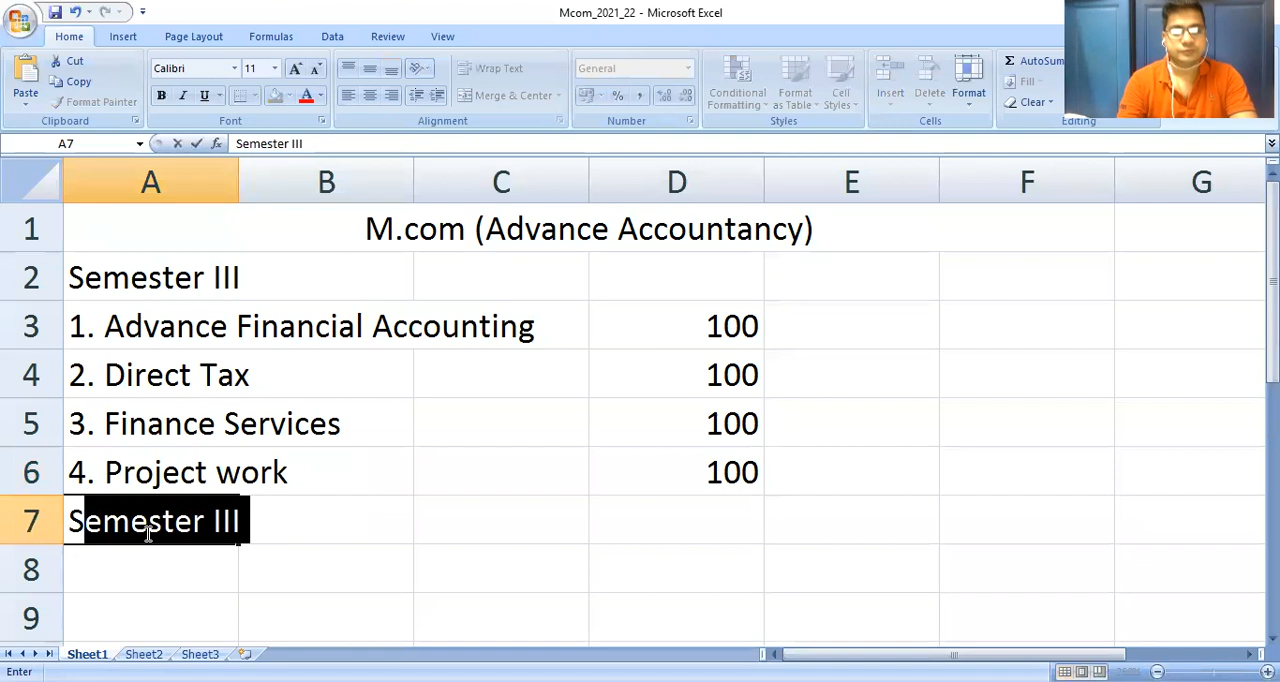 Mcom_2021_22 - Microsoft Excel
Home Insert Page Layout Formulas Data Review View
Paste
Cut
Copy
Format Painter
Clipboard
Calibri 11
B I U A
Font
Wrap Text
Merge & Center
Alignment
General
% ,
Number
Conditional Formatting
Format as Table
Cell Styles
Styles
Insert
Delete
Format
Cells
Σ AutoSum
Fill
Clear
Editing
A7 fx Semester III
A B C D E F G
1 M.com (Advance Accountancy)
2 Semester III
3 1. Advance Financial Accounting 100
4 2. Direct Tax 100
5 3. Finance Services 100
6 4. Project work 100
7 Semester III
8
9
Sheet1 Sheet2 Sheet3
Enter